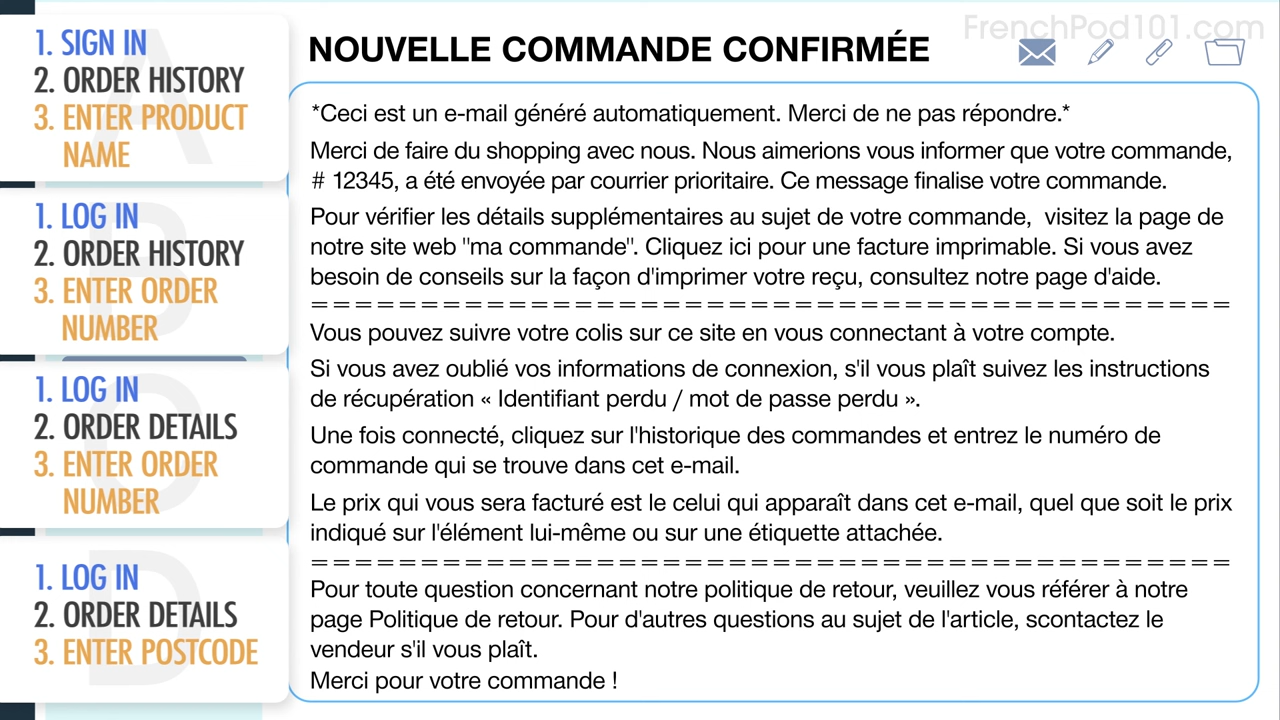 FrenchPod101.com
A
1. SIGN IN
2. ORDER HISTORY
3. ENTER PRODUCT
NAME
B
1. LOG IN
2. ORDER HISTORY
3. ENTER ORDER
NUMBER
C
1. LOG IN
2. ORDER DETAILS
3. ENTER ORDER
NUMBER
D
1. LOG IN
2. ORDER DETAILS
3. ENTER POSTCODE
NOUVELLE COMMANDE CONFIRMÉE
*Ceci est un e-mail généré automatiquement. Merci de ne pas répondre.*
Merci de faire du shopping avec nous. Nous aimerions vous informer que votre commande,
# 12345, a été envoyée par courrier prioritaire. Ce message finalise votre commande.
Pour vérifier les détails supplémentaires au sujet de votre commande,  visitez la page de
notre site web "ma commande". Cliquez ici pour une facture imprimable. Si vous avez
besoin de conseils sur la façon d'imprimer votre reçu, consultez notre page d'aide.
==========================================
Vous pouvez suivre votre colis sur ce site en vous connectant à votre compte.
Si vous avez oublié vos informations de connexion, s'il vous plaît suivez les instructions
de récupération « Identifiant perdu / mot de passe perdu ».
Une fois connecté, cliquez sur l'historique des commandes et entrez le numéro de
commande qui se trouve dans cet e-mail.
Le prix qui vous sera facturé est le celui qui apparaît dans cet e-mail, quel que soit le prix
indiqué sur l'élément lui-même ou sur une étiquette attachée.
==========================================
Pour toute question concernant notre politique de retour, veuillez vous référer à notre
page Politique de retour. Pour d'autres questions au sujet de l'article, scontactez le
vendeur s'il vous plaît.
Merci pour votre commande !